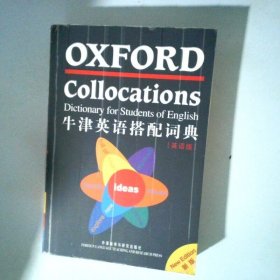 OXFORD
Collocations
Dictionary for Students of English
牛津英语搭配词典
[英语版]
ideas
外语教学与研究出版社
FOREIGN LANGUAGE TEACHING AND RESEARCH PRESS
New Edition
新版